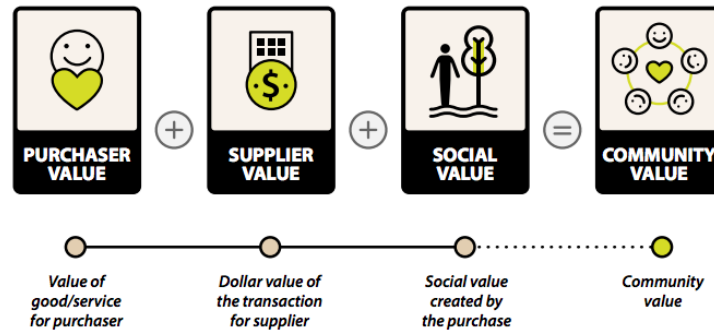 $
PURCHASER
VALUE
+
SUPPLIER
VALUE
+
SOCIAL
VALUE
=
COMMUNITY
VALUE
Value of
good/service
for purchaser
Dollar value of
the transaction
for supplier
Social value
created by
the purchase
Community
value